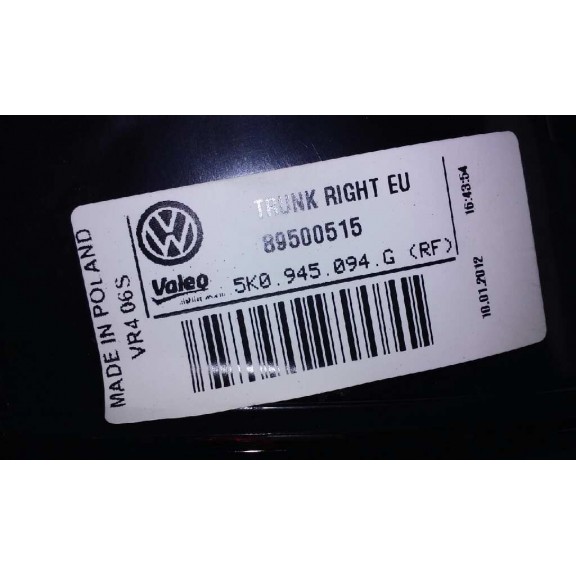 TRUNK RIGHT EU
89500515
Valeo
5K0.945.094.G (RF)
MADE IN POLAND
VR4 06S
16:43:54
10.01.2012